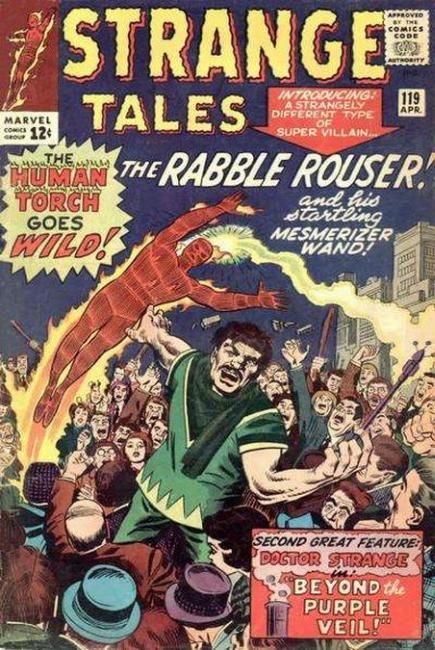 STRANGE
TALES
APPROVED
BY THE
COMICS
CODE
AUTHORITY
MARVEL
COMICS
GROUP
12¢
INTRODUCING:
A STRANGELY
DIFFERENT TYPE
OF
SUPER VILLAIN...
119
APR.
THE
HUMAN
TORCH
GOES
WILD!
THE RABBLE ROUSER!
and his
startling
MESMERIZER
WAND!
SECOND GREAT FEATURE:
DOCTOR STRANGE
in:
"BEYOND the
PURPLE
VEIL!"